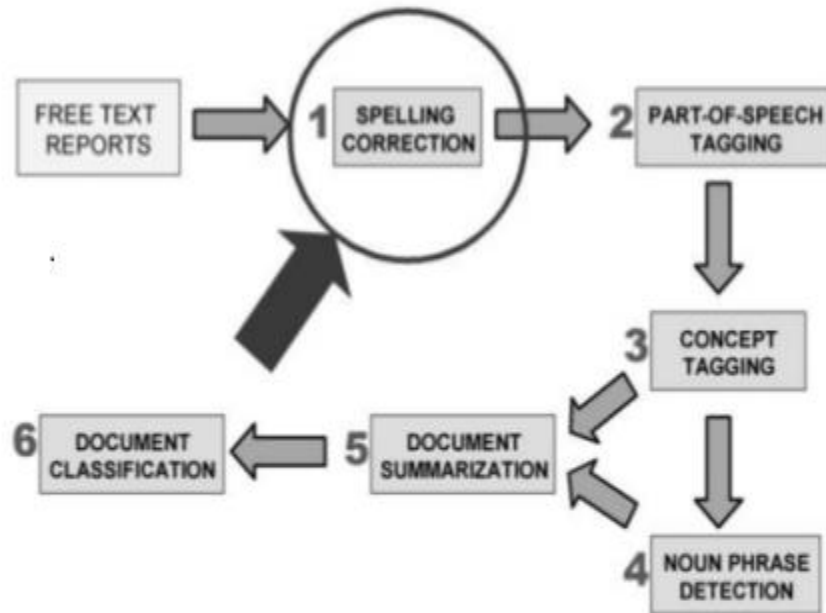 FREE TEXT
REPORTS
1
SPELLING
CORRECTION
2
PART-OF-SPEECH
TAGGING
3
CONCEPT
TAGGING
4
NOUN PHRASE
DETECTION
5
DOCUMENT
SUMMARIZATION
6
DOCUMENT
CLASSIFICATION